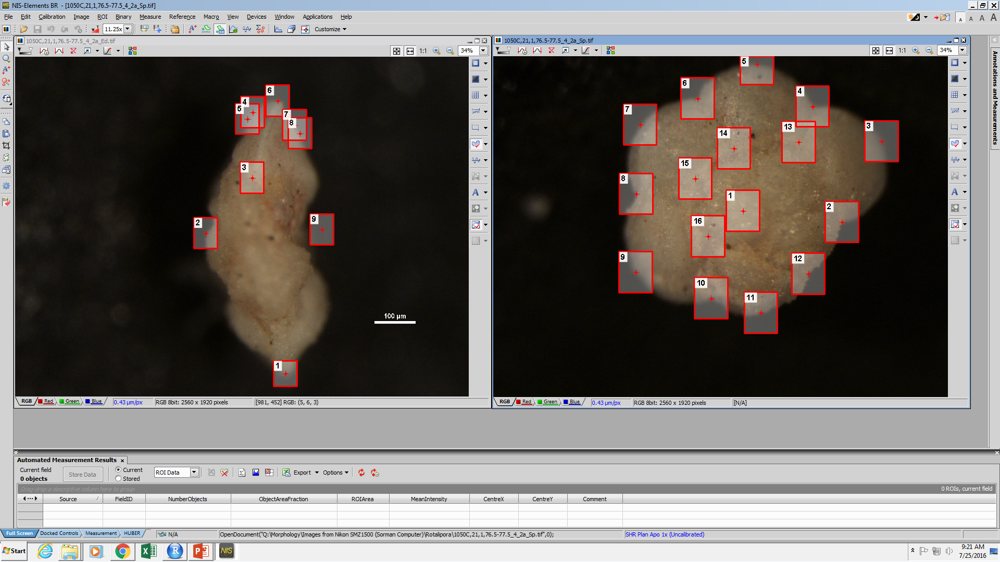 NIS-Elements BR - [1050C,21,1,76.5-77.5_4_2a_Sp.tif]
File Edit Calibration Image ROI Binary Measure Reference Macro View Devices Window Applications Help
11.25x Customize
1050C,21,1,76.5-77.5_4_2a_Ed.tif
1:1 34%
6
4
5
7
8
3
2
9
100 µm
1
RGB Red Green Blue 0.43 µm/px RGB 8bit: 2560 x 1920 pixels [981, 452] RGB: (5, 6, 3)
1050C,21,1,76.5-77.5_4_2a_Sp.tif
1:1 34%
5
6
4
7
3
13
14
15
8
1
2
16
9
12
10
11
RGB Red Green Blue 0.43 µm/px RGB 8bit: 2560 x 1920 pixels [N/A]
Annotations and Measurements
Automated Measurement Results
Current field
0 objects
Store Data
Current
Stored
ROI Data
Export Options
Drag-drop a descriptive column here to group
0 ROIs, current field
Source FieldID NumberObjects ObjectAreaFraction ROIArea MeanIntensity CentreX CentreY Comment
Full Screen Docked Controls Measurement HUBER N/A OpenDocument("Q:\Morphology\Images from Nikon SMZ1500 (Sorman Computer)\Rotalipora\1050C,21,1,76.5-77.5_4_2a_Sp.tif",0); SHR Plan Apo 1x (Uncalibrated)
Start NIS
9:21 AM
7/25/2016